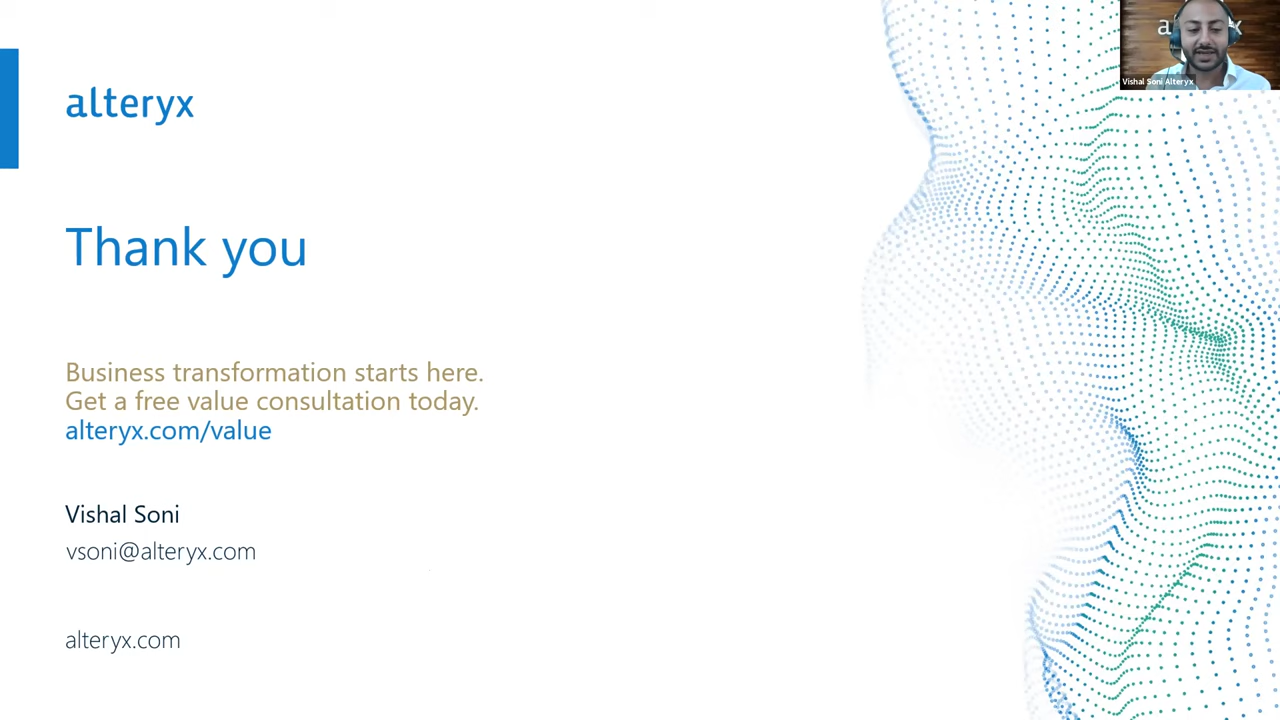 alteryx
Thank you
Business transformation starts here.
Get a free value consultation today.
alteryx.com/value
Vishal Soni
vsoni@alteryx.com
alteryx.com
Vishal Soni Alteryx